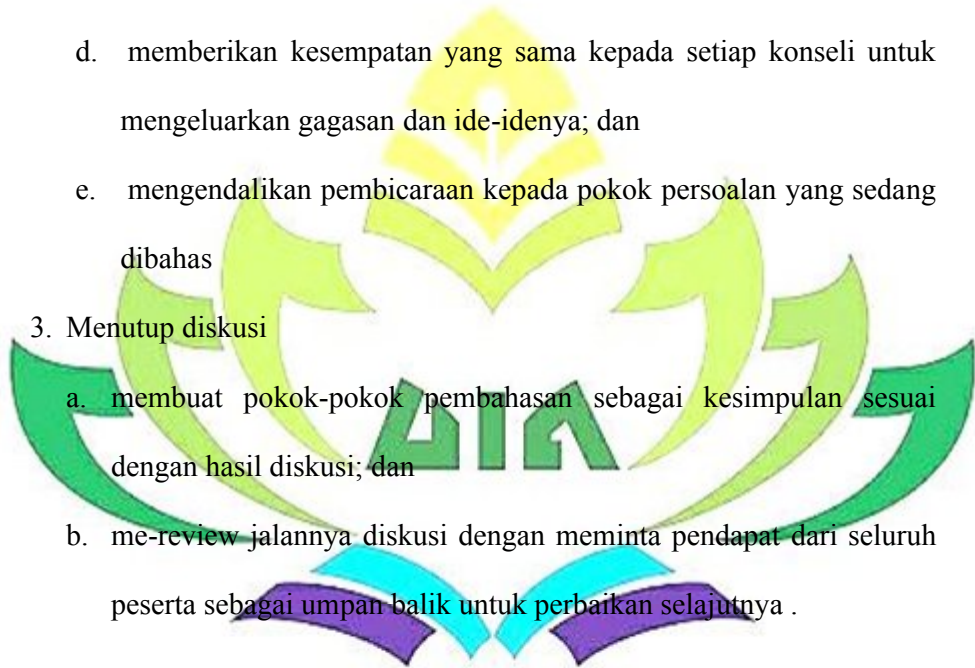 d. memberikan kesempatan yang sama kepada setiap konseli untuk
mengeluarkan gagasan dan ide-idenya; dan
e. mengendalikan pembicaraan kepada pokok persoalan yang sedang
dibahas
3. Menutup diskusi
a. membuat pokok-pokok pembahasan sebagai kesimpulan sesuai
dengan hasil diskusi; dan
b. me-review jalannya diskusi dengan meminta pendapat dari seluruh
peserta sebagai umpan balik untuk perbaikan selajutnya .